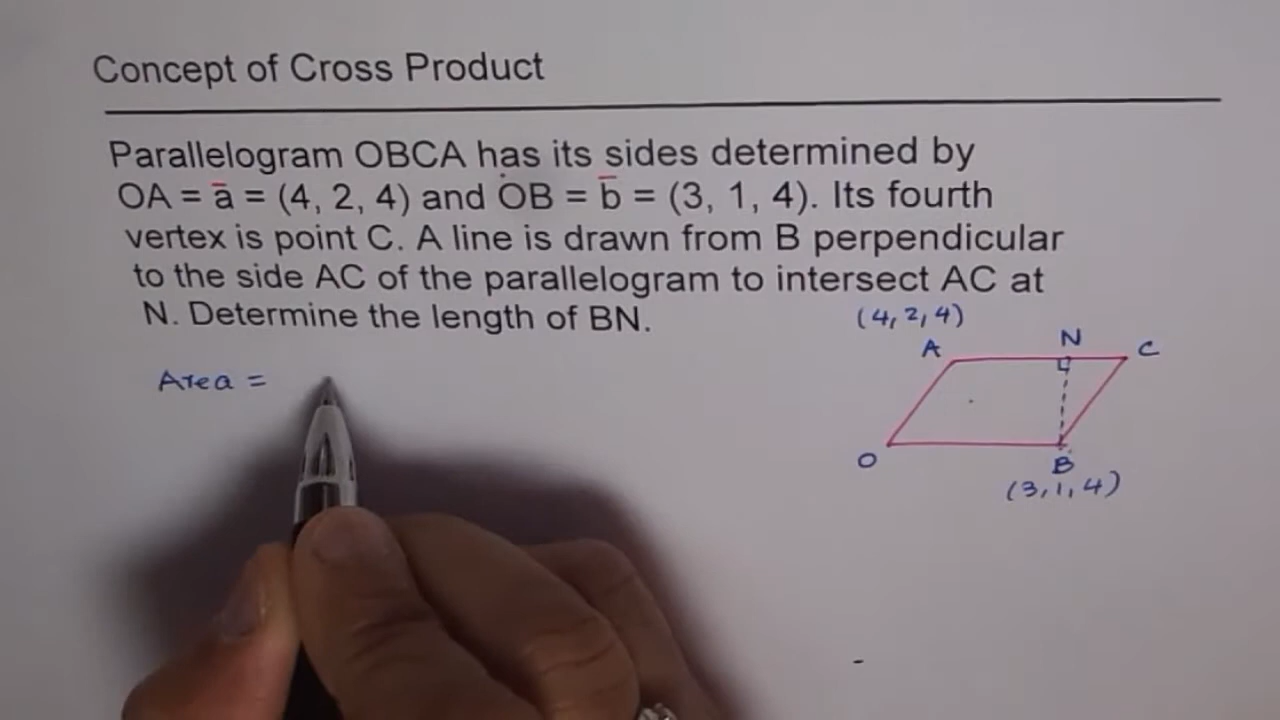 Concept of Cross Product
Parallelogram OBCA has its sides determined by
OA = a̅ = (4, 2, 4) and OB = b̅ = (3, 1, 4). Its fourth
vertex is point C. A line is drawn from B perpendicular
to the side AC of the parallelogram to intersect AC at
N. Determine the length of BN.
(4, 2, 4)
A N C
Area =
O B
(3, 1, 4)